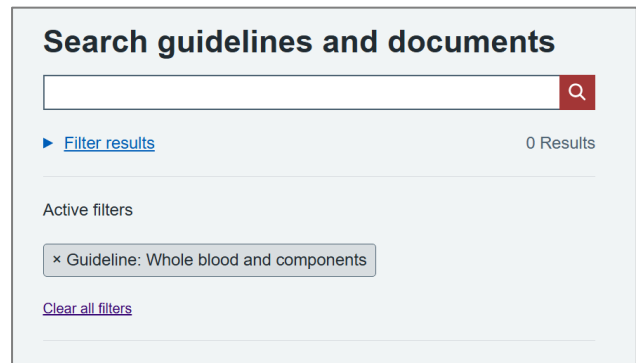 Search guidelines and documents
► Filter results
0 Results
Active filters
× Guideline: Whole blood and components
Clear all filters